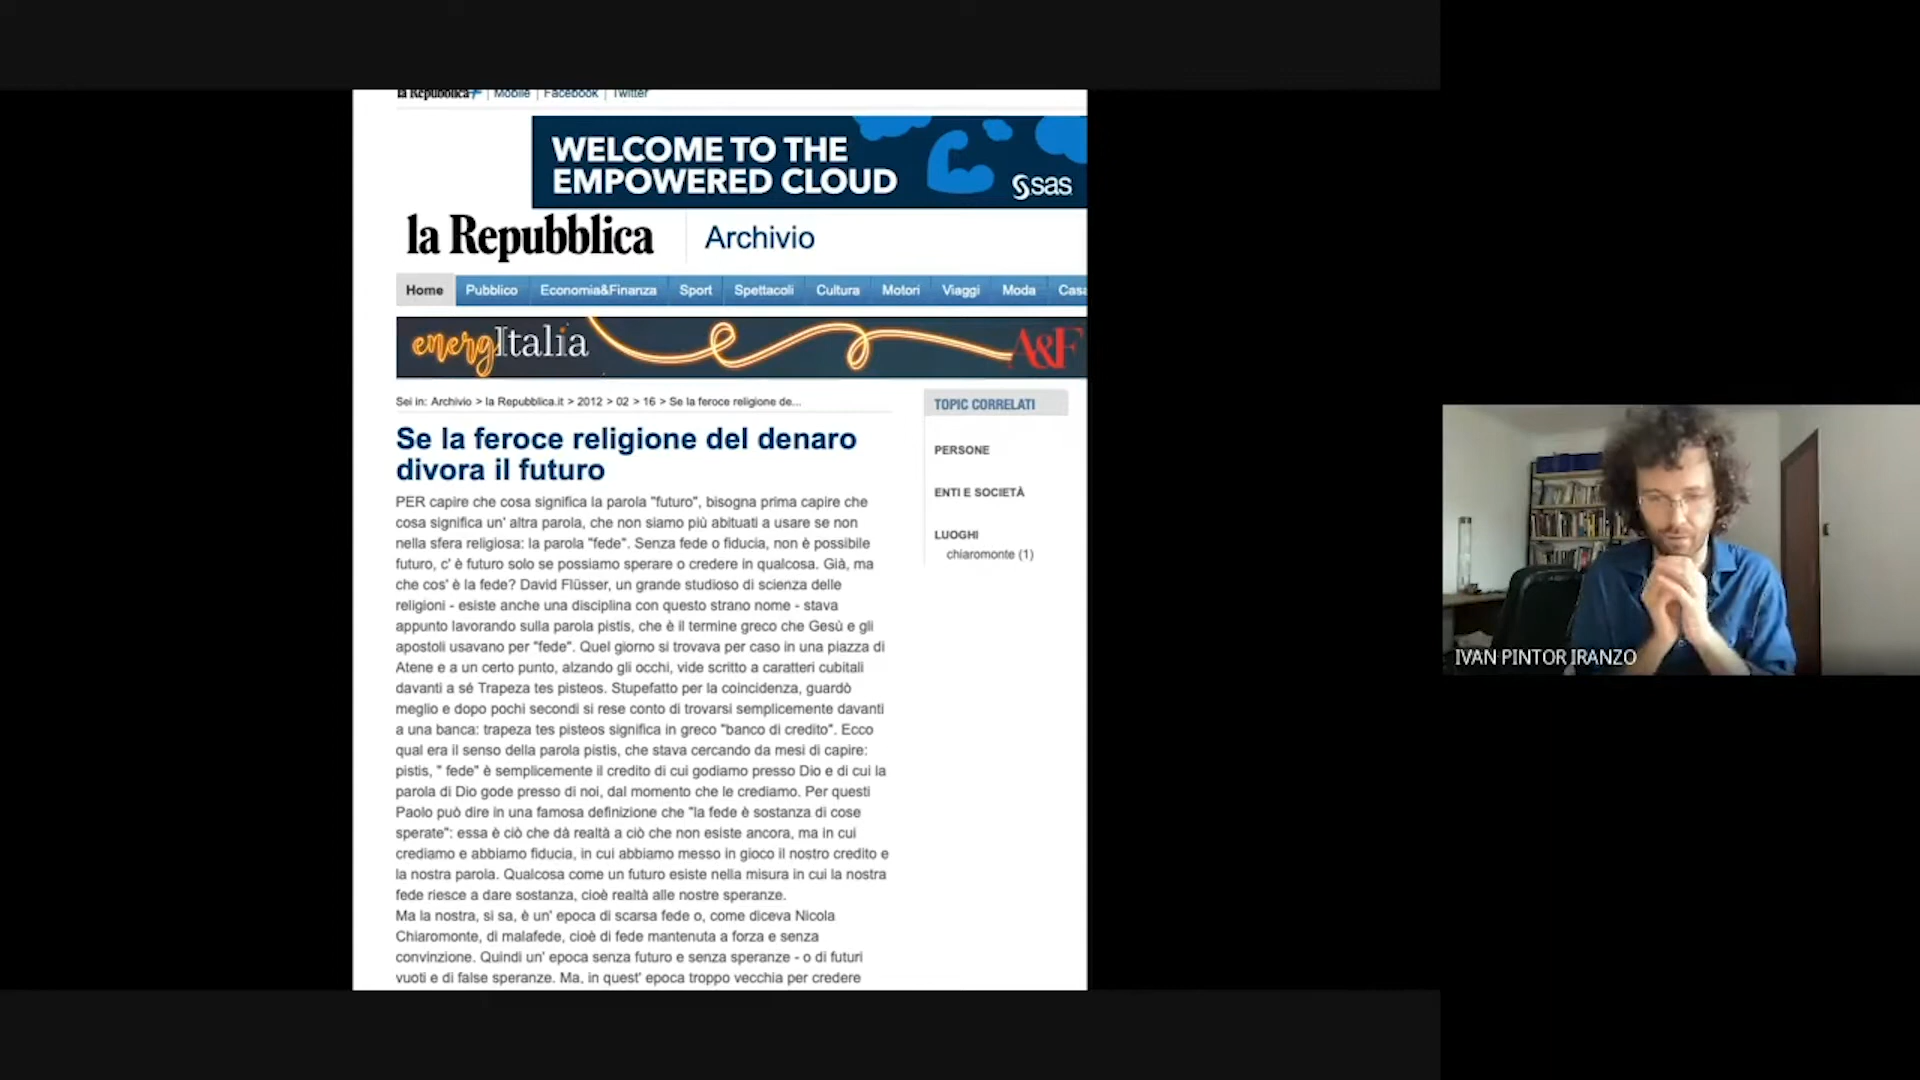 la Repubblica+ | Mobile | Facebook | Twitter
WELCOME TO THE
EMPOWERED CLOUD
sas
la Repubblica
Archivio
Home Pubblico Economia&Finanza Sport Spettacoli Cultura Motori Viaggi Moda Casa
energItalia
A&F
Sei in: Archivio > la Repubblica.it > 2012 > 02 > 16 > Se la feroce religione de...
Se la feroce religione del denaro
divora il futuro
PER capire che cosa significa la parola "futuro", bisogna prima capire che
cosa significa un' altra parola, che non siamo più abituati a usare se non
nella sfera religiosa: la parola "fede". Senza fede o fiducia, non è possibile
futuro, c' è futuro solo se possiamo sperare o credere in qualcosa. Già, ma
che cos' è la fede? David Flüsser, un grande studioso di scienza delle
religioni - esiste anche una disciplina con questo strano nome - stava
appunto lavorando sulla parola pistis, che è il termine greco che Gesù e gli
apostoli usavano per "fede". Quel giorno si trovava per caso in una piazza di
Atene e a un certo punto, alzando gli occhi, vide scritto a caratteri cubitali
davanti a sé Trapeza tes pisteos. Stupefatto per la coincidenza, guardò
meglio e dopo pochi secondi si rese conto di trovarsi semplicemente davanti
a una banca: trapeza tes pisteos significa in greco "banco di credito". Ecco
qual era il senso della parola pistis, che stava cercando da mesi di capire:
pistis, " fede" è semplicemente il credito di cui godiamo presso Dio e di cui la
parola di Dio gode presso di noi, dal momento che le crediamo. Per questi
Paolo può dire in una famosa definizione che "la fede è sostanza di cose
sperate": essa è ciò che dà realtà a ciò che non esiste ancora, ma in cui
crediamo e abbiamo fiducia, in cui abbiamo messo in gioco il nostro credito e
la nostra parola. Qualcosa come un futuro esiste nella misura in cui la nostra
fede riesce a dare sostanza, cioè realtà alle nostre speranze.
Ma la nostra, si sa, è un' epoca di scarsa fede o, come diceva Nicola
Chiaromonte, di malafede, cioè di fede mantenuta a forza e senza
convinzione. Quindi un' epoca senza futuro e senza speranze - o di futuri
vuoti e di false speranze. Ma, in quest' epoca troppo vecchia per credere
TOPIC CORRELATI
PERSONE
ENTI E SOCIETÀ
LUOGHI
chiaromonte (1)
IVAN PINTOR IRANZO